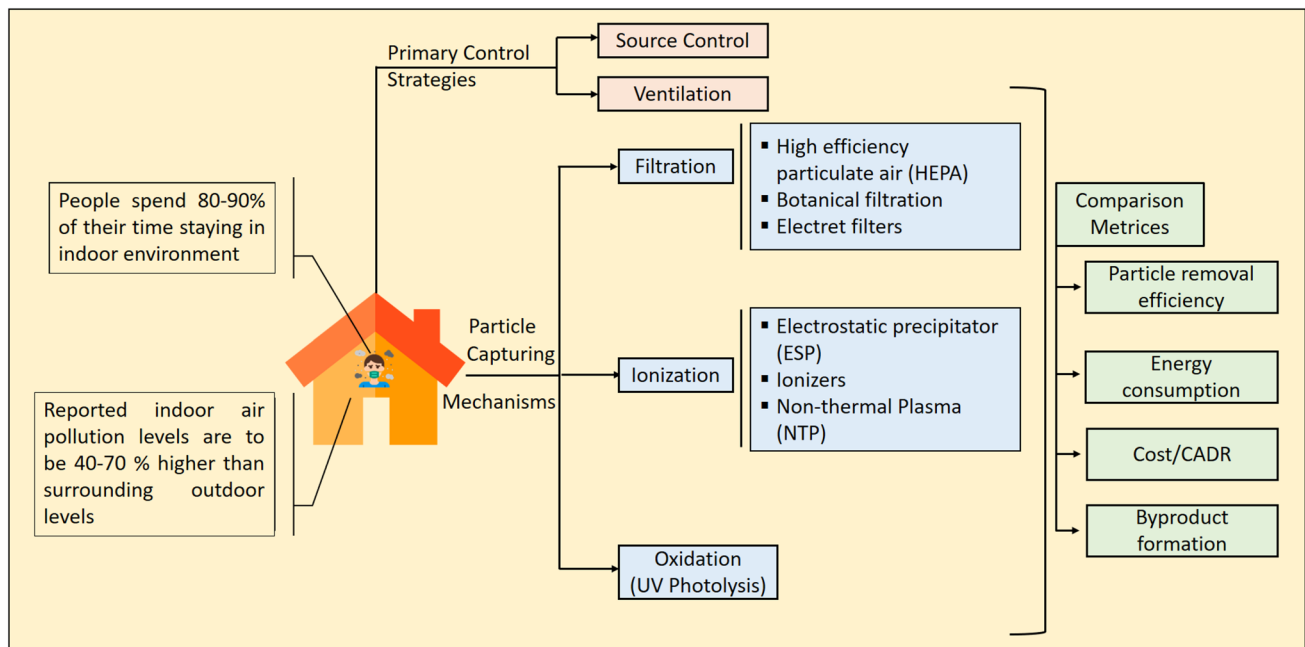 Primary Control
Strategies
Source Control
Ventilation
People spend 80-90%
of their time staying in
indoor environment
Reported indoor air
pollution levels are to
be 40-70 % higher than
surrounding outdoor
levels
Particle
Capturing
Mechanisms
Filtration
▪ High efficiency
particulate air (HEPA)
▪ Botanical filtration
▪ Electret filters
Ionization
▪ Electrostatic precipitator
(ESP)
▪ Ionizers
▪ Non-thermal Plasma
(NTP)
Oxidation
(UV Photolysis)
Comparison
Metrices
Particle removal
efficiency
Energy
consumption
Cost/CADR
Byproduct
formation